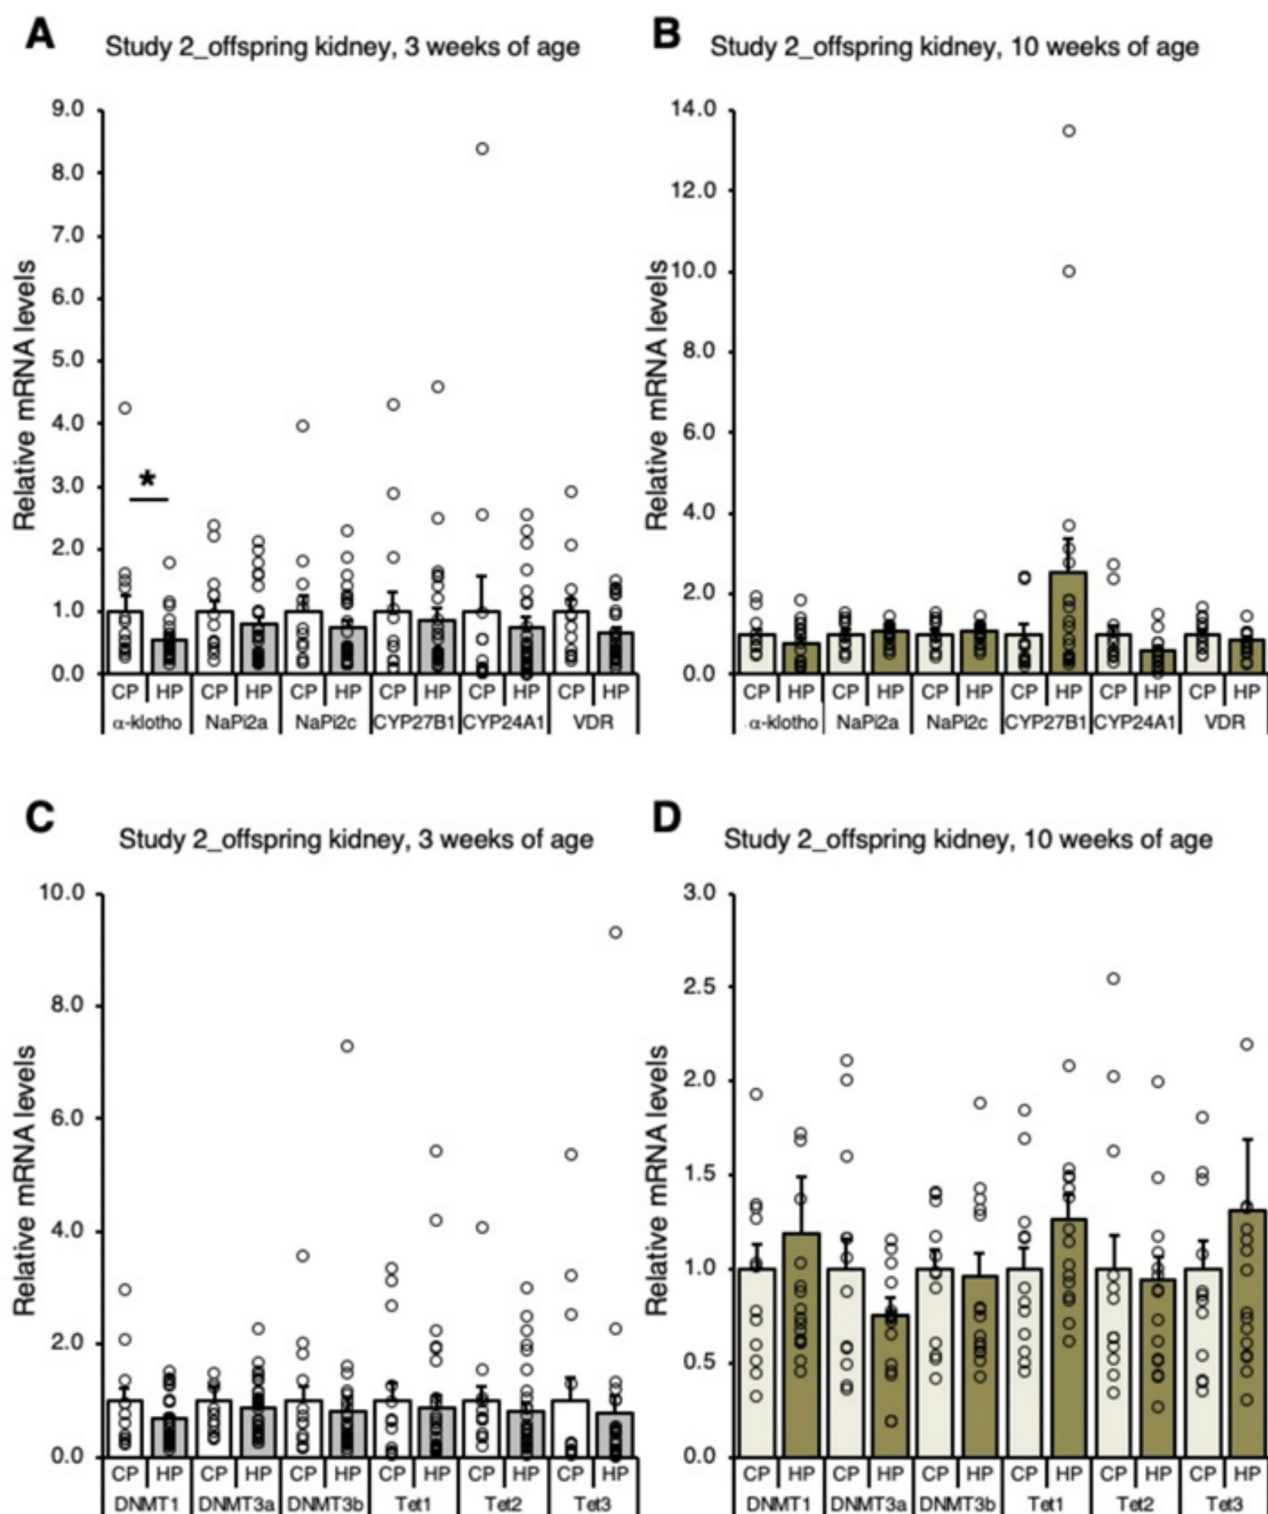 A
Study 2_offspring kidney, 3 weeks of age
Relative mRNA levels
9.0
8.0
7.0
6.0
5.0
4.0
3.0
2.0
1.0
0.0
*
CP HP CP HP CP HP CP HP CP HP CP HP
α-klotho NaPi2a NaPi2c CYP27B1 CYP24A1 VDR
B
Study 2_offspring kidney, 10 weeks of age
Relative mRNA levels
14.0
12.0
10.0
8.0
6.0
4.0
2.0
0.0
CP HP CP HP CP HP CP HP CP HP CP HP
α-klotho NaPi2a NaPi2c CYP27B1 CYP24A1 VDR
C
Study 2_offspring kidney, 3 weeks of age
Relative mRNA levels
10.0
8.0
6.0
4.0
2.0
0.0
CP HP CP HP CP HP CP HP CP HP CP HP
DNMT1 DNMT3a DNMT3b Tet1 Tet2 Tet3
D
Study 2_offspring kidney, 10 weeks of age
Relative mRNA levels
3.0
2.5
2.0
1.5
1.0
0.5
0.0
CP HP CP HP CP HP CP HP CP HP CP HP
DNMT1 DNMT3a DNMT3b Tet1 Tet2 Tet3